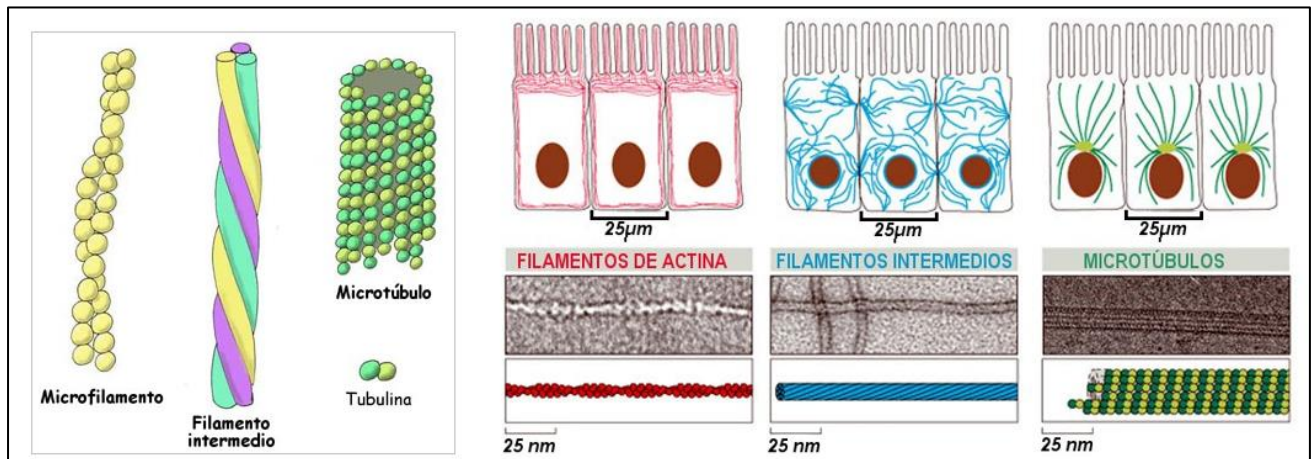 Microfilamento
Filamento
intermedio
Microtúbulo
Tubulina
25µm
25µm
25µm
FILAMENTOS DE ACTINA
FILAMENTOS INTERMEDIOS
MICROTÚBULOS
25 nm
25 nm
25 nm